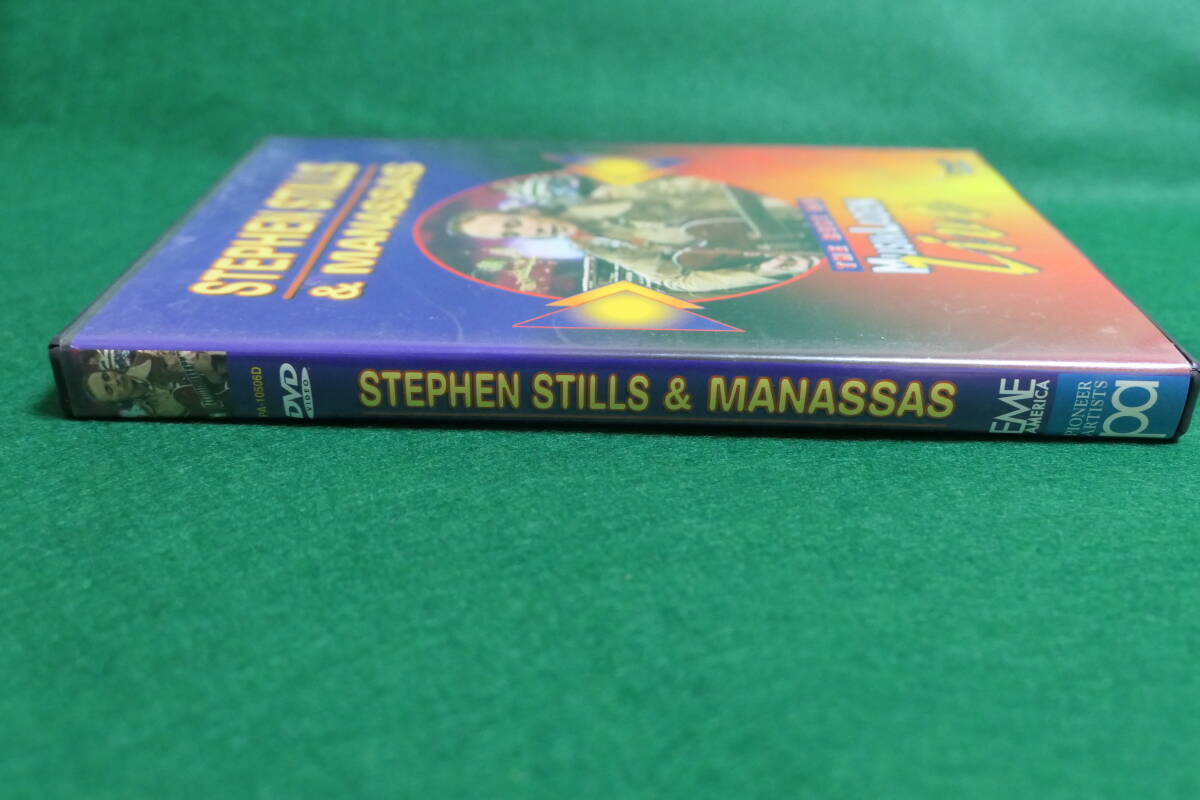 STEPHEN STILLS
& MANASSAS
THE BEST OF
MUSIKLADEN
Live
PA-10506D
DVD
VIDEO
STEPHEN STILLS & MANASSAS
EME
AMERICA
PIONEER
ARTISTS
pa